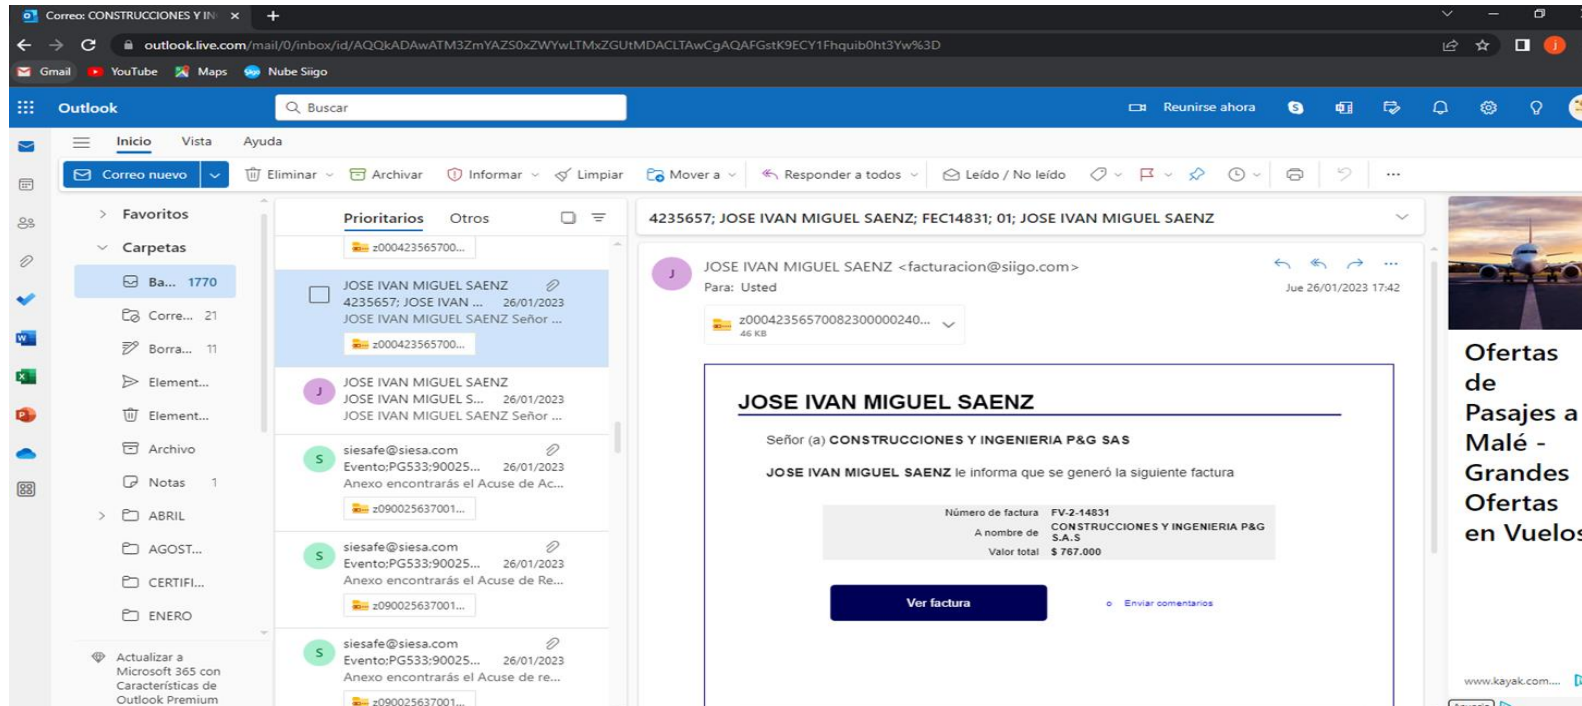 Correo: CONSTRUCCIONES Y IN
outlook.live.com/mail/0/inbox/id/AQQkADAwATM3ZmYAZS0xZWYwLTMxZGUtMDACLTAwCgAQAFGstK9ECY1Fhquib0ht3Yw%3D
Gmail YouTube Maps Nube Siigo
Outlook
Buscar
Reunirse ahora
Inicio Vista Ayuda
Correo nuevo Eliminar Archivar Informar Limpiar Mover a Responder a todos Leído / No leído
Favoritos
Carpetas
Ba... 1770
Corre... 21
Borra... 11
Element...
Element...
Archivo
Notas 1
ABRIL
AGOST...
CERTIFI...
ENERO
Actualizar a
Microsoft 365 con
Características de
Outlook Premium
Prioritarios Otros
z000423565700...
JOSE IVAN MIGUEL SAENZ
4235657; JOSE IVAN ... 26/01/2023
JOSE IVAN MIGUEL SAENZ Señor ...
z000423565700...
J
JOSE IVAN MIGUEL SAENZ
JOSE IVAN MIGUEL S... 26/01/2023
JOSE IVAN MIGUEL SAENZ Señor ...
S
siesafe@siesa.com
Evento;PG533;90025... 26/01/2023
Anexo encontrarás el Acuse de Ac...
z090025637001...
S
siesafe@siesa.com
Evento;PG533;90025... 26/01/2023
Anexo encontrarás el Acuse de Re...
z090025637001...
S
siesafe@siesa.com
Evento;PG533;90025... 26/01/2023
Anexo encontrarás el Acuse de re...
z090025637001...
4235657; JOSE IVAN MIGUEL SAENZ; FEC14831; 01; JOSE IVAN MIGUEL SAENZ
J
JOSE IVAN MIGUEL SAENZ <facturacion@siigo.com>
Para: Usted
Jue 26/01/2023 17:42
z00042356570082300000240...
46 KB
JOSE IVAN MIGUEL SAENZ
Señor (a) CONSTRUCCIONES Y INGENIERIA P&G SAS
JOSE IVAN MIGUEL SAENZ le informa que se generó la siguiente factura
Número de factura FV-2-14831
A nombre de CONSTRUCCIONES Y INGENIERIA P&G
S.A.S
Valor total $ 767.000
Ver factura
Enviar comentarios
Ofertas
de
Pasajes a
Malé -
Grandes
Ofertas
en Vuelos
www.kayak.com....